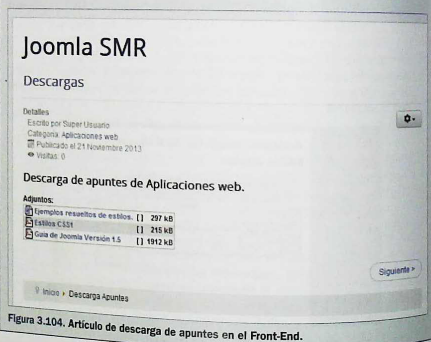 Joomla SMR
Descargas
Detalles
Escrito por Super Usuario
Categoría: Aplicaciones web
Publicado el 21 Noviembre 2013
Visitas: 0
Descarga de apuntes de Aplicaciones web.
Adjuntos:
Ejemplos resueltos de estilos. [ ] 297 kB
Estilos CSS1 [ ] 215 kB
Guía de Joomla Versión 1.5 [ ] 1912 kB
Siguiente >
Inicio ▸ Descarga Apuntes
Figura 3.104. Artículo de descarga de apuntes en el Front-End.